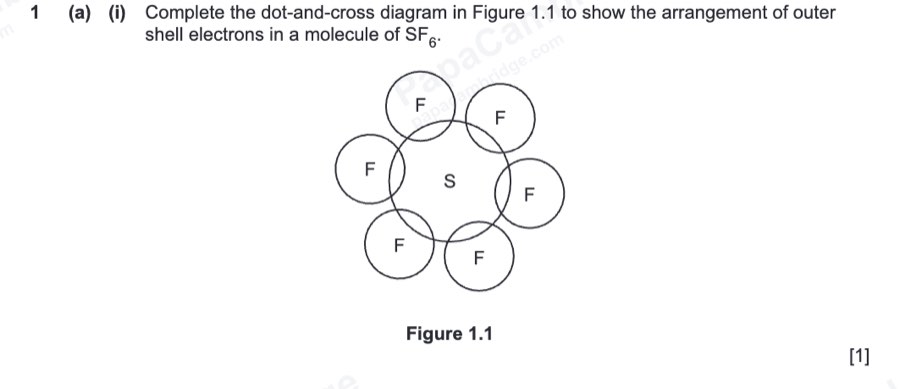 1 (a) (i) Complete the dot-and-cross diagram in Figure 1.1 to show the arrangement of outer
shell electrons in a molecule of SF₆.
F
F
F
S
F
F
F
Figure 1.1
[1]